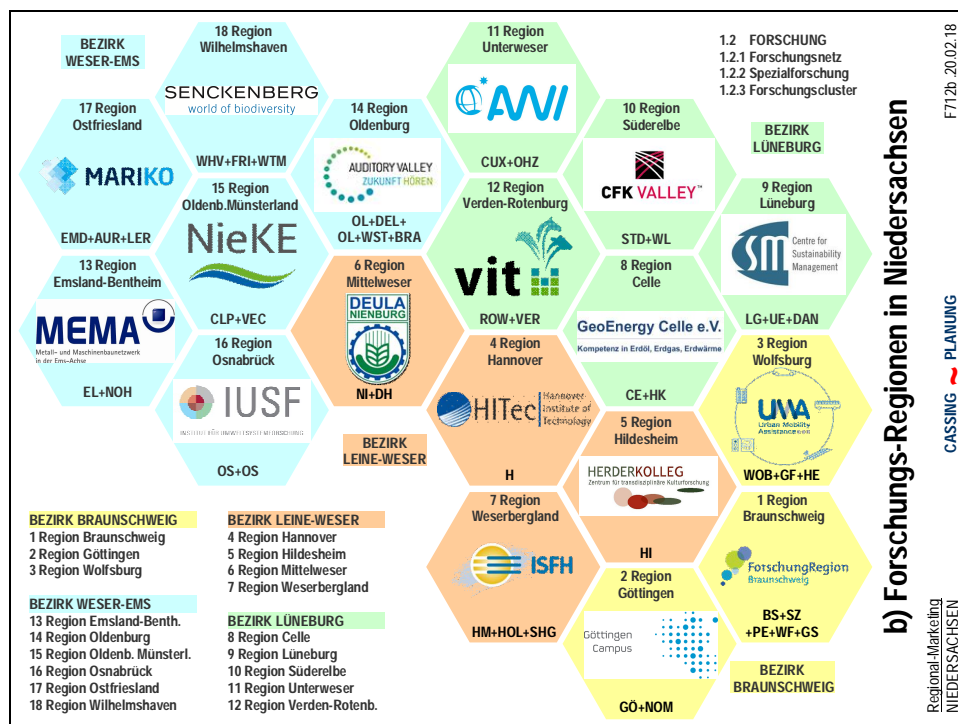 BEZIRK
WESER-EMS
18 Region
Wilhelmshaven
SENCKENBERG
world of biodiversity
WHV+FRI+WTM
11 Region
Unterweser
AWI
CUX+OHZ
1.2 FORSCHUNG
1.2.1 Forschungsnetz
1.2.2 Spezialforschung
1.2.3 Forschungscluster
17 Region
Ostfriesland
MARIKO
EMD+AUR+LER
14 Region
Oldenburg
AUDITORY VALLEY
ZUKUNFT HÖREN
OL+DEL+
OL+WST+BRA
10 Region
Süderelbe
CFK VALLEY™
STD+WL
BEZIRK
LÜNEBURG
15 Region
Oldenb.Münsterland
NieKE
CLP+VEC
12 Region
Verden-Rotenburg
vit
ROW+VER
9 Region
Lüneburg
SM
Centre for
Sustainability
Management
LG+UE+DAN
13 Region
Emsland-Bentheim
MEMA
Metall- und Maschinenbaunetzwerk
in der Ems-Achse
EL+NOH
6 Region
Mittelweser
DEULA
NIENBURG
NI+DH
8 Region
Celle
GeoEnergy Celle e.V.
Kompetenz in Erdöl, Erdgas, Erdwärme
CE+HK
16 Region
Osnabrück
IUSF
INSTITUT FÜR UMWELTSYSTEMFORSCHUNG
OS+OS
4 Region
Hannover
HITec
Hannover
Institute of
Technology
H
3 Region
Wolfsburg
UMA
Urban Mobility
Assistance
WOB+GF+HE
BEZIRK
LEINE-WESER
5 Region
Hildesheim
HERDERKOLLEG
Zentrum für transdisziplinäre Kulturforschung
HI
7 Region
Weserbergland
ISFH
HM+HOL+SHG
1 Region
Braunschweig
ForschungRegion
Braunschweig
BS+SZ
+PE+WF+GS
2 Region
Göttingen
Göttingen
Campus
GÖ+NOM
BEZIRK
BRAUNSCHWEIG
BEZIRK BRAUNSCHWEIG
1 Region Braunschweig
2 Region Göttingen
3 Region Wolfsburg
BEZIRK WESER-EMS
13 Region Emsland-Benth.
14 Region Oldenburg
15 Region Oldenb. Münsterl.
16 Region Osnabrück
17 Region Ostfriesland
18 Region Wilhelmshaven
BEZIRK LEINE-WESER
4 Region Hannover
5 Region Hildesheim
6 Region Mittelweser
7 Region Weserbergland
BEZIRK LÜNEBURG
8 Region Celle
9 Region Lüneburg
10 Region Süderelbe
11 Region Unterweser
12 Region Verden-Rotenb.
b) Forschungs-Regionen in Niedersachsen
Regional-Marketing
NIEDERSACHSEN
CASSING ~ PLANUNG
F712b .20.02.18